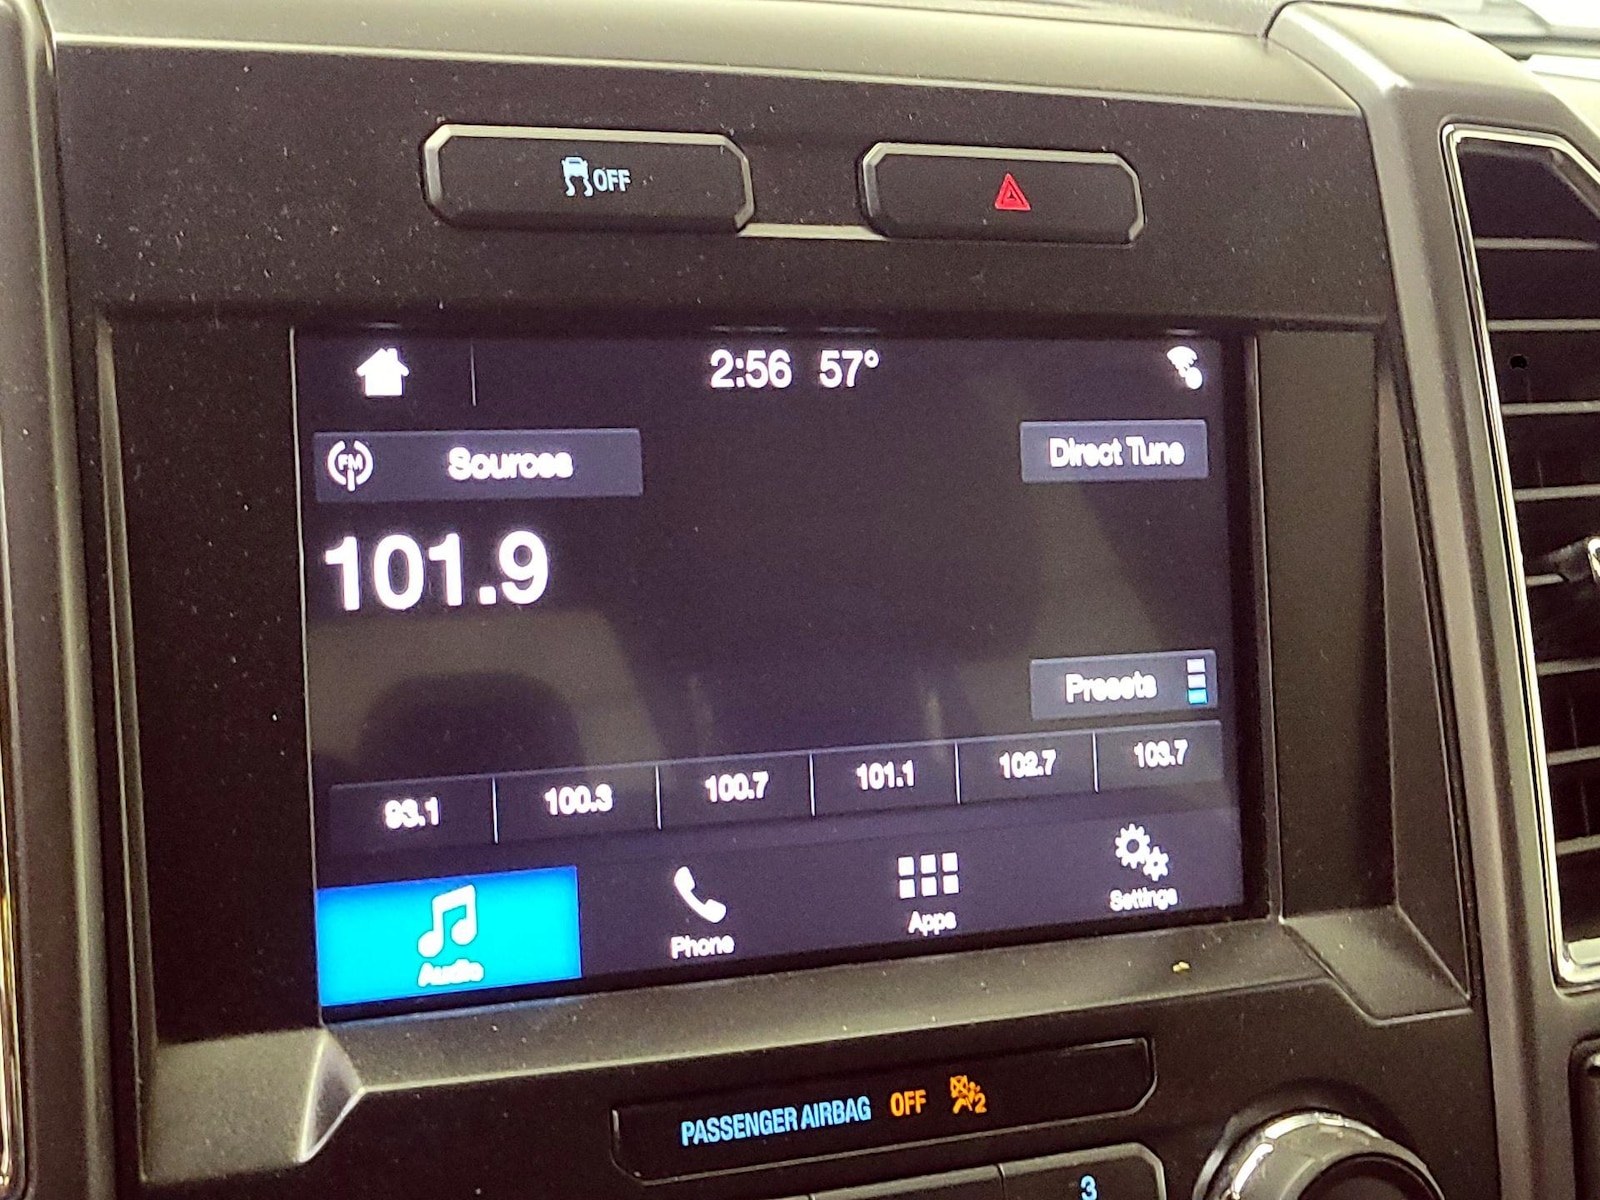 OFF
2:56 57°
FM Sources
Direct Tune
101.9
Presets
93.1 100.3 100.7 101.1 102.7 103.7
Audio Phone Apps Settings
PASSENGER AIRBAG OFF 2
3